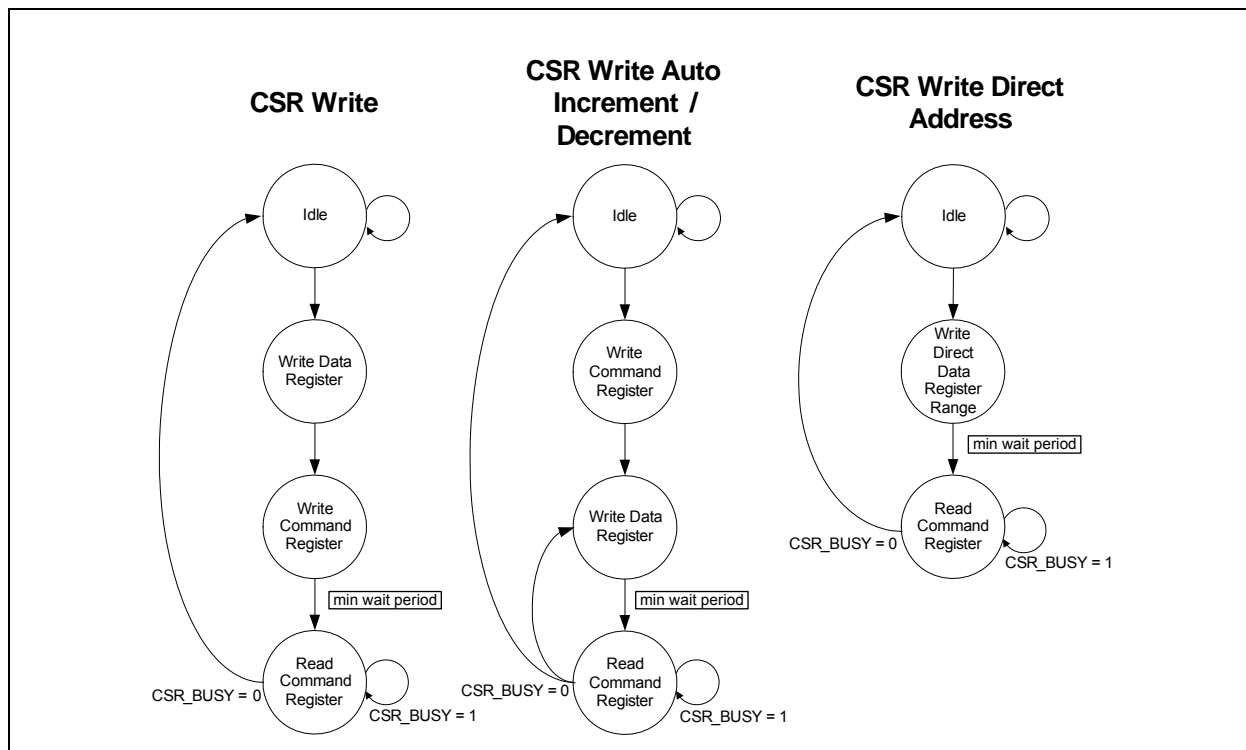 CSR Write
Idle
Write Data
Register
Write
Command
Register
min wait period
Read
Command
Register
CSR_BUSY = 0
CSR_BUSY = 1
CSR Write Auto
Increment /
Decrement
Idle
Write
Command
Register
Write Data
Register
min wait period
Read
Command
Register
CSR_BUSY = 0
CSR_BUSY = 1
CSR Write Direct
Address
Idle
Write
Direct
Data
Register
Range
min wait period
Read
Command
Register
CSR_BUSY = 0
CSR_BUSY = 1